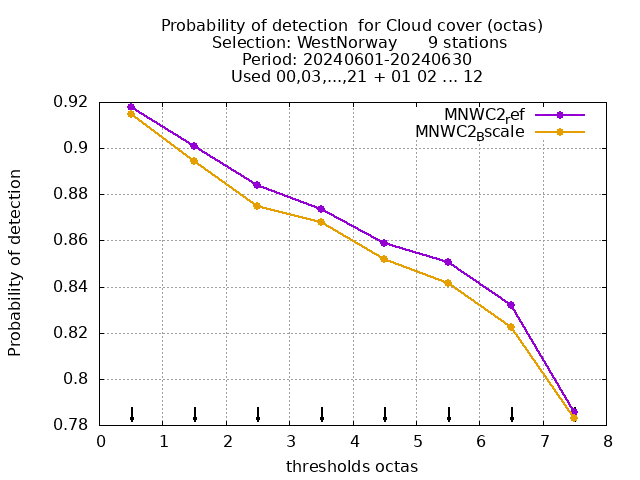 Probability of detection  for Cloud cover (octas)
Selection: WestNorway      9 stations
Period: 20240601-20240630
Used 00,03,...,21 + 01 02 ... 12
MNWC2_ref
MNWC2_Bscale
0.92
0.9
0.88
0.86
0.84
0.82
0.8
0.78
Probability of detection
0 1 2 3 4 5 6 7 8
thresholds octas